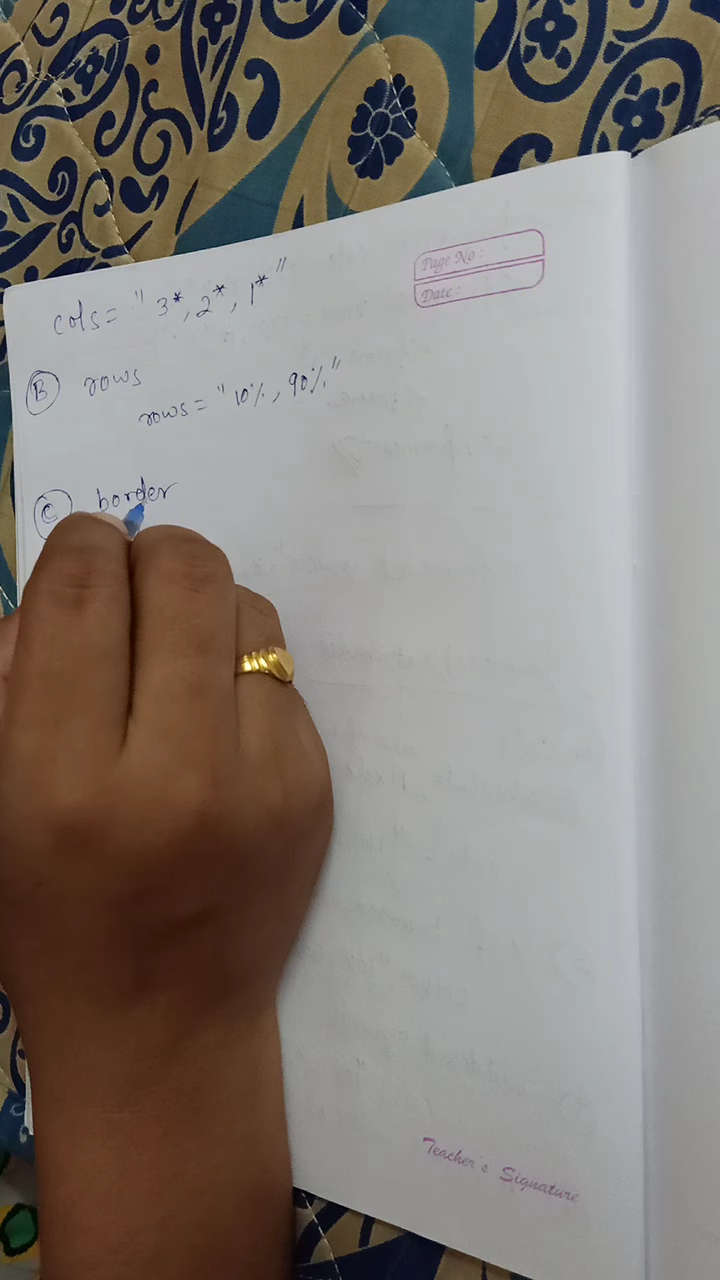 Page No :
Date :
cols = " 3*, 2*, 1* "
B rows
rows = " 10%, 90% "
C border
Teacher's Signature